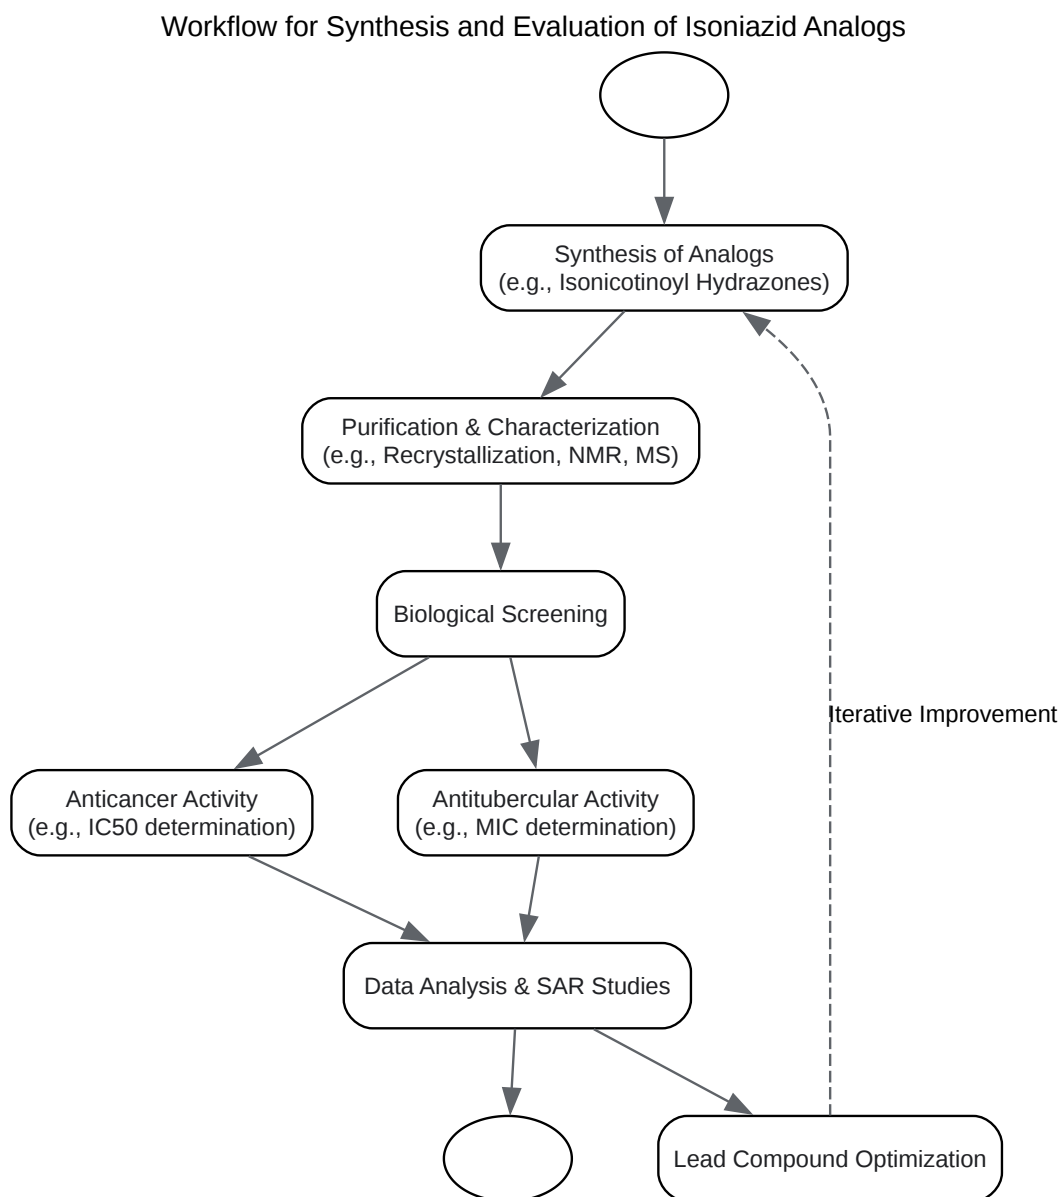 Workflow for Synthesis and Evaluation of Isoniazid Analogs
Synthesis of Analogs
(e.g., Isonicotinoyl Hydrazones)
Purification & Characterization
(e.g., Recrystallization, NMR, MS)
Biological Screening
Iterative Improvement
Anticancer Activity
(e.g., IC50 determination)
Antitubercular Activity
(e.g., MIC determination)
Data Analysis & SAR Studies
Lead Compound Optimization